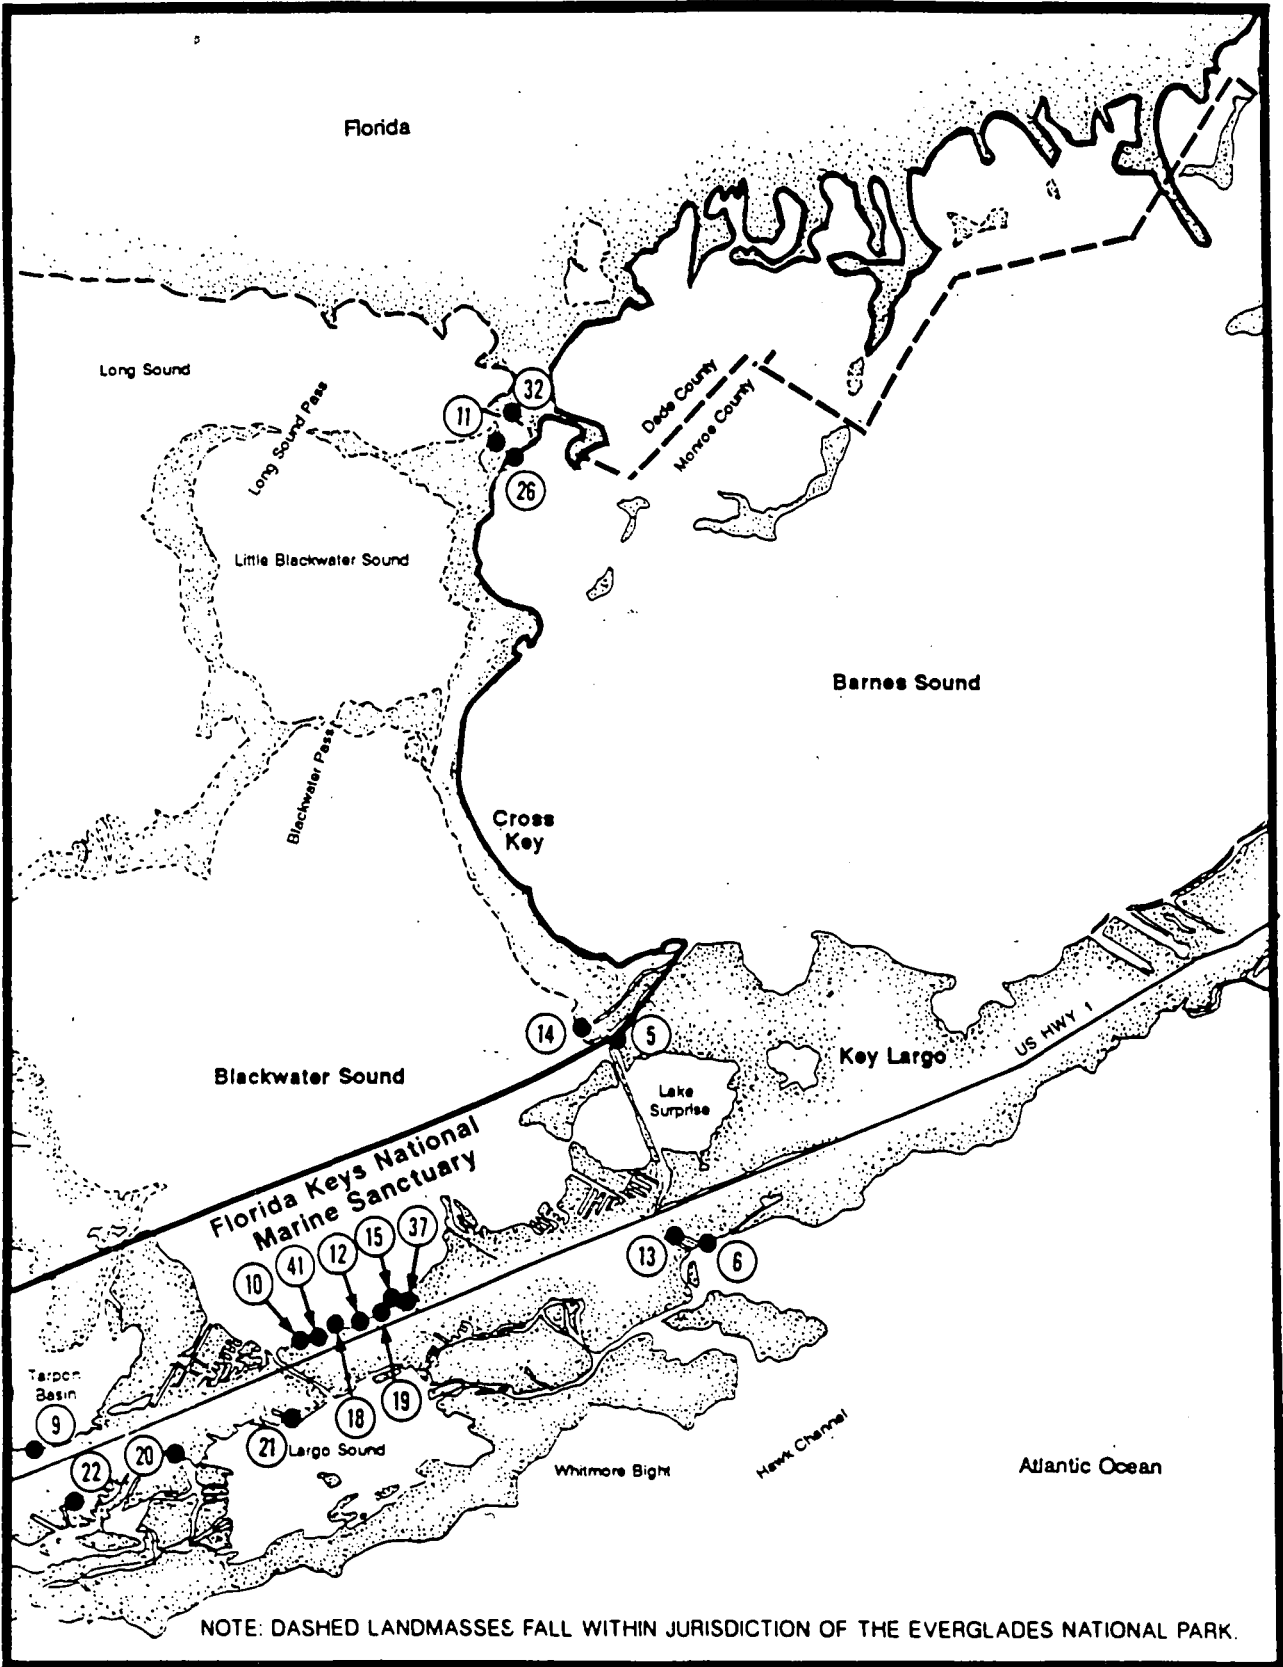 Florida
Long Sound
Long Sound Pass
32
11
Dade County
Monroe County
26
Little Blackwater Sound
Barnes Sound
Blackwater Pass
Cross
Key
14
5
US HWY 1
Key Largo
Blackwater Sound
Lake
Surprise
Florida Keys National
Marine Sanctuary
37
15
12
41
10
13
6
Tarpon
Basin
9
18
19
21
Largo Sound
20
22
Whitmore Bight
Hawk Channel
Atlantic Ocean
NOTE: DASHED LANDMASSES FALL WITHIN JURISDICTION OF THE EVERGLADES NATIONAL PARK.